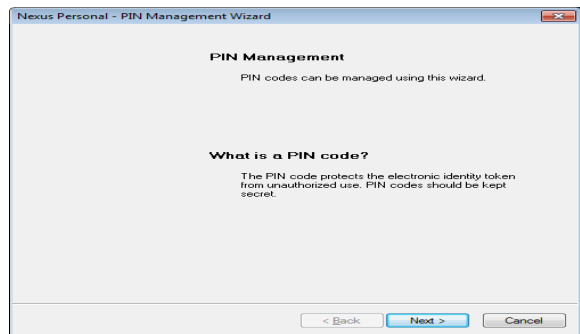 Nexus Personal - PIN Management Wizard
PIN Management
PIN codes can be managed using this wizard.
What is a PIN code?
The PIN code protects the electronic identity token
from unauthorized use. PIN codes should be kept
secret.
< Back Next > Cancel